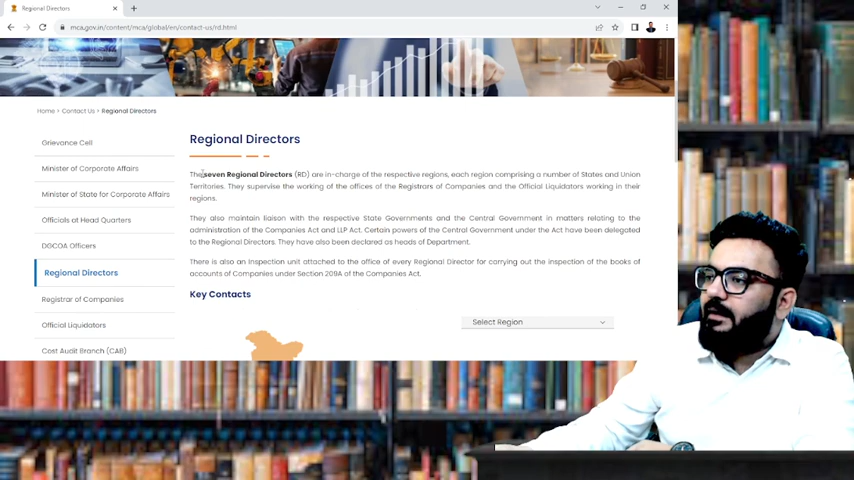 Regional Directors
mca.gov.in/content/mca/global/en/contact-us/rd.html
Home > Contact Us > Regional Directors
Grievance Cell
Minister of Corporate Affairs
Minister of State for Corporate Affairs
Officials at Head Quarters
DGCOA Officers
Regional Directors
Registrar of Companies
Official Liquidators
Cost Audit Branch (CAB)
Regional Directors
The seven Regional Directors (RD) are in-charge of the respective regions, each region comprising a number of States and Union
Territories. They supervise the working of the offices of the Registrars of Companies and the Official Liquidators working in their
regions.
They also maintain liaison with the respective State Governments and the Central Government in matters relating to the
administration of the Companies Act and LLP Act. Certain powers of the Central Government under the Act have been delegated
to the Regional Directors. They have also been declared as heads of Department.
There is also an Inspection unit attached to the office of every Regional Director for carrying out the inspection of the books of
accounts of Companies under Section 209A of the Companies Act.
Key Contacts
Select Region